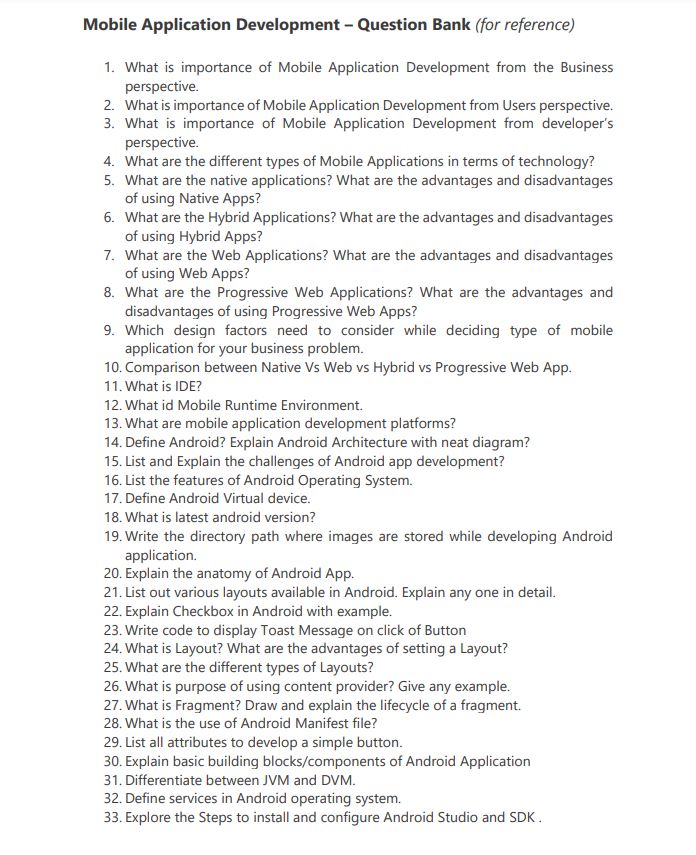 Mobile Application Development – Question Bank (for reference)
1. What is importance of Mobile Application Development from the Business
perspective.
2. What is importance of Mobile Application Development from Users perspective.
3. What is importance of Mobile Application Development from developer's
perspective.
4. What are the different types of Mobile Applications in terms of technology?
5. What are the native applications? What are the advantages and disadvantages
of using Native Apps?
6. What are the Hybrid Applications? What are the advantages and disadvantages
of using Hybrid Apps?
7. What are the Web Applications? What are the advantages and disadvantages
of using Web Apps?
8. What are the Progressive Web Applications? What are the advantages and
disadvantages of using Progressive Web Apps?
9. Which design factors need to consider while deciding type of mobile
application for your business problem.
10. Comparison between Native Vs Web vs Hybrid vs Progressive Web App.
11. What is IDE?
12. What id Mobile Runtime Environment.
13. What are mobile application development platforms?
14. Define Android? Explain Android Architecture with neat diagram?
15. List and Explain the challenges of Android app development?
16. List the features of Android Operating System.
17. Define Android Virtual device.
18. What is latest android version?
19. Write the directory path where images are stored while developing Android
application.
20. Explain the anatomy of Android App.
21. List out various layouts available in Android. Explain any one in detail.
22. Explain Checkbox in Android with example.
23. Write code to display Toast Message on click of Button
24. What is Layout? What are the advantages of setting a Layout?
25. What are the different types of Layouts?
26. What is purpose of using content provider? Give any example.
27. What is Fragment? Draw and explain the lifecycle of a fragment.
28. What is the use of Android Manifest file?
29. List all attributes to develop a simple button.
30. Explain basic building blocks/components of Android Application
31. Differentiate between JVM and DVM.
32. Define services in Android operating system.
33. Explore the Steps to install and configure Android Studio and SDK .